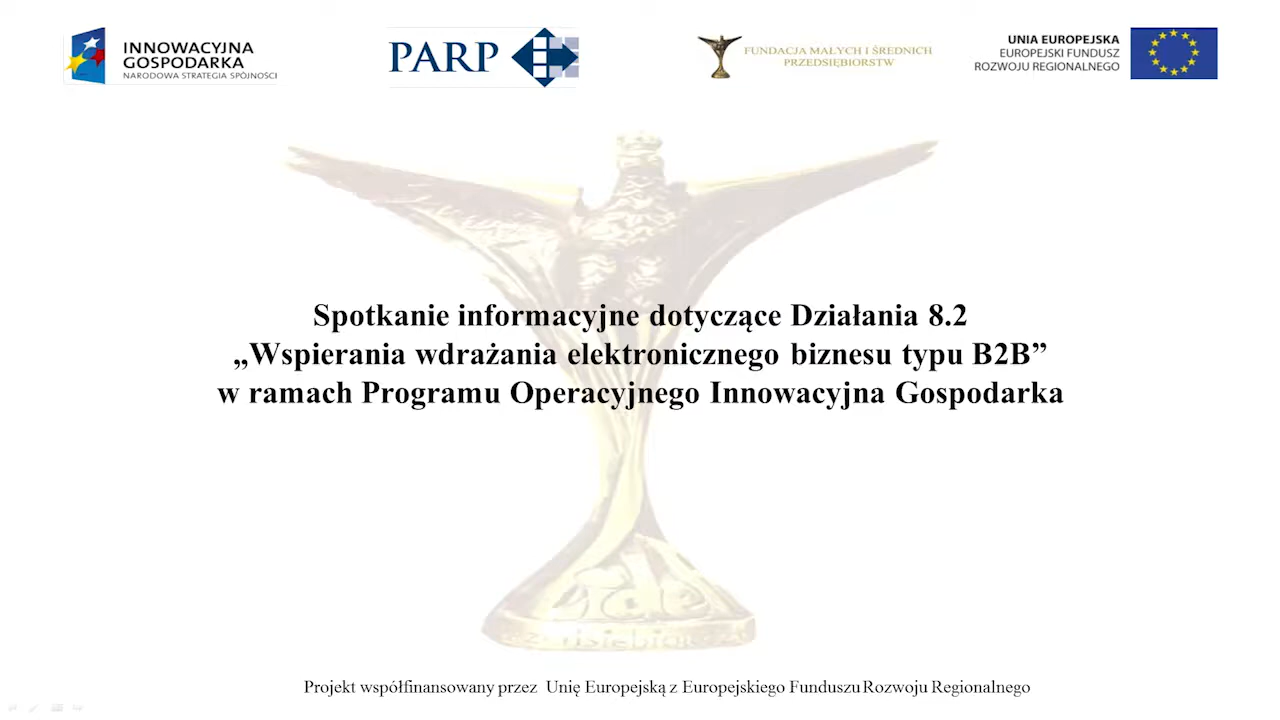 INNOWACYJNA
GOSPODARKA
NARODOWA STRATEGIA SPÓJNOŚCI
PARP
FUNDACJA MAŁYCH I ŚREDNICH
PRZEDSIĘBIORSTW
UNIA EUROPEJSKA
EUROPEJSKI FUNDUSZ
ROZWOJU REGIONALNEGO
Spotkanie informacyjne dotyczące Działania 8.2
„Wspierania wdrażania elektronicznego biznesu typu B2B”
w ramach Programu Operacyjnego Innowacyjna Gospodarka
Projekt współfinansowany przez Unię Europejską z Europejskiego Funduszu Rozwoju Regionalnego